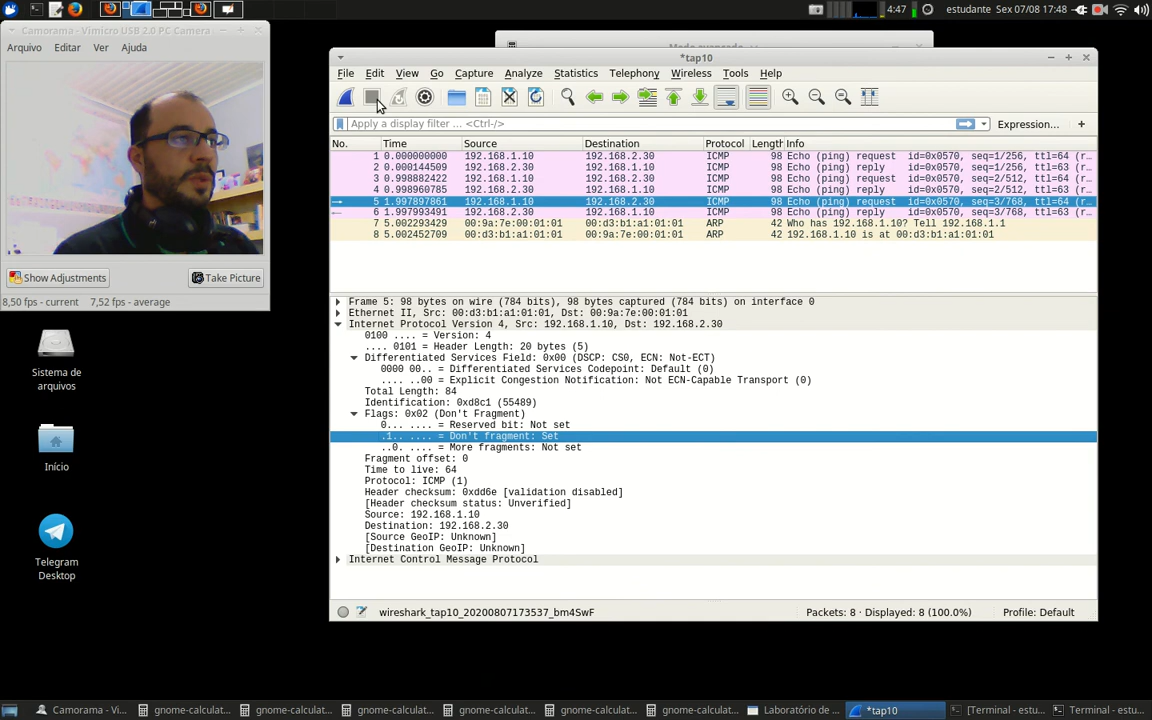 4:47 estudante Sex 07/08 17:48
Camorama - Vimicro USB 2.0 PC Camera
Arquivo Editar Ver Ajuda
Show Adjustments Take Picture
8,50 fps - current 7,52 fps - average
Sistema de
arquivos
Início
Telegram
Desktop
*tap10
File Edit View Go Capture Analyze Statistics Telephony Wireless Tools Help
Apply a display filter ... <Ctrl-/> Expression... +
No. Time Source Destination Protocol Length Info
1 0.000000000 192.168.1.10 192.168.2.30 ICMP 98 Echo (ping) request id=0x0570, seq=1/256, ttl=64 (r…
2 0.000144509 192.168.2.30 192.168.1.10 ICMP 98 Echo (ping) reply id=0x0570, seq=1/256, ttl=63 (r…
3 0.998882422 192.168.1.10 192.168.2.30 ICMP 98 Echo (ping) request id=0x0570, seq=2/512, ttl=64 (r…
4 0.998960785 192.168.2.30 192.168.1.10 ICMP 98 Echo (ping) reply id=0x0570, seq=2/512, ttl=63 (r…
5 1.997897861 192.168.1.10 192.168.2.30 ICMP 98 Echo (ping) request id=0x0570, seq=3/768, ttl=64 (r…
6 1.997993491 192.168.2.30 192.168.1.10 ICMP 98 Echo (ping) reply id=0x0570, seq=3/768, ttl=63 (r…
7 5.002293429 00:9a:7e:00:01:01 00:d3:b1:a1:01:01 ARP 42 Who has 192.168.1.10? Tell 192.168.1.1
8 5.002452709 00:d3:b1:a1:01:01 00:9a:7e:00:01:01 ARP 42 192.168.1.10 is at 00:d3:b1:a1:01:01
Frame 5: 98 bytes on wire (784 bits), 98 bytes captured (784 bits) on interface 0
Ethernet II, Src: 00:d3:b1:a1:01:01, Dst: 00:9a:7e:00:01:01
Internet Protocol Version 4, Src: 192.168.1.10, Dst: 192.168.2.30
0100 .... = Version: 4
.... 0101 = Header Length: 20 bytes (5)
Differentiated Services Field: 0x00 (DSCP: CS0, ECN: Not-ECT)
0000 00.. = Differentiated Services Codepoint: Default (0)
.... ..00 = Explicit Congestion Notification: Not ECN-Capable Transport (0)
Total Length: 84
Identification: 0xd8c1 (55489)
Flags: 0x02 (Don't Fragment)
0... .... = Reserved bit: Not set
.1.. .... = Don't fragment: Set
..0. .... = More fragments: Not set
Fragment offset: 0
Time to live: 64
Protocol: ICMP (1)
Header checksum: 0xdd6e [validation disabled]
[Header checksum status: Unverified]
Source: 192.168.1.10
Destination: 192.168.2.30
[Source GeoIP: Unknown]
[Destination GeoIP: Unknown]
Internet Control Message Protocol
wireshark_tap10_20200807173537_bm4SwF Packets: 8 · Displayed: 8 (100.0%) Profile: Default
Camorama - Vi... gnome-calculat... gnome-calculat... gnome-calculat... gnome-calculat... gnome-calculat... gnome-calculat... Laboratório de ... *tap10 [Terminal - estu... Terminal - estu...